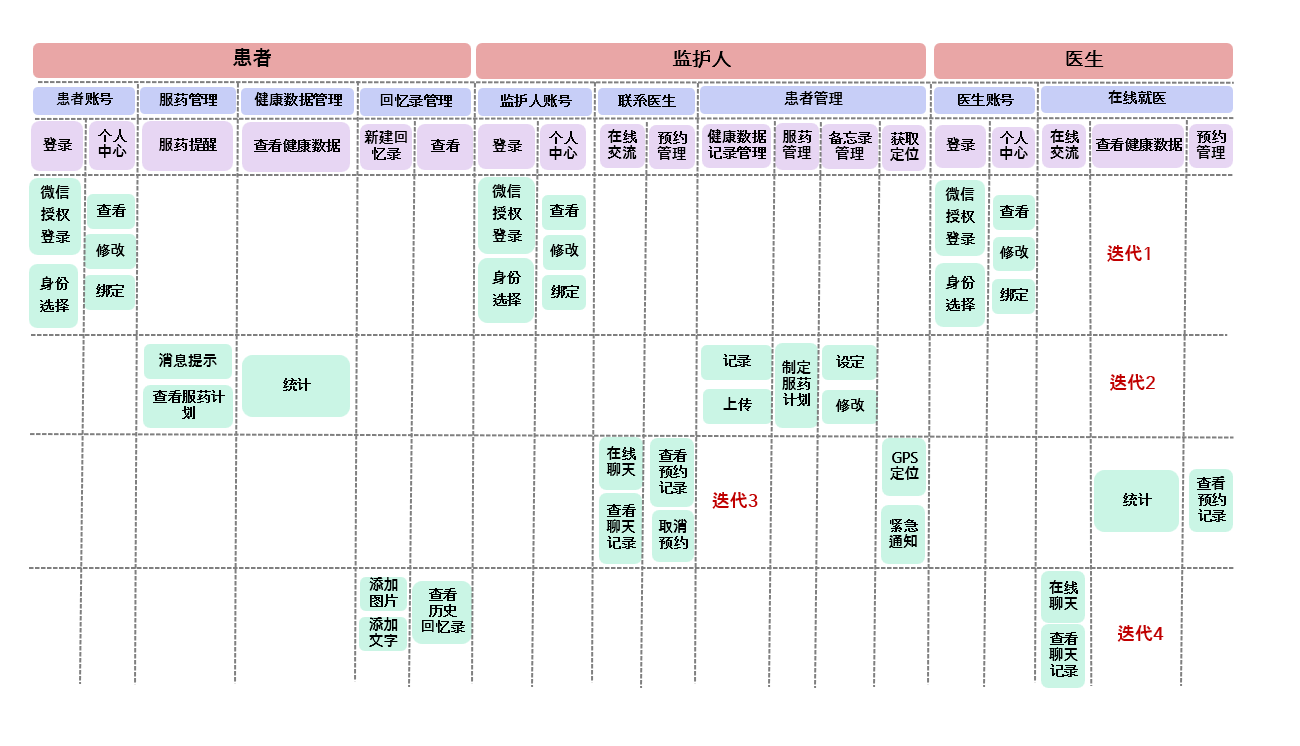 患者
监护人
医生
患者账号
服药管理
健康数据管理
回忆录管理
监护人账号
联系医生
患者管理
医生账号
在线就医
登录
个人
中心
服药提醒
查看健康数据
新建回
忆录
查看
登录
个人
中心
在线
交流
预约
管理
健康数据
记录管理
服药
管理
备忘录
管理
获取
定位
登录
个人
中心
在线
交流
查看健康数据
预约
管理
微信
授权
登录
身份
选择
查看
修改
绑定
微信
授权
登录
身份
选择
查看
修改
绑定
微信
授权
登录
身份
选择
查看
修改
绑定
迭代1
消息提示
查看服药计
划
统计
记录
上传
制定
服药
计划
设定
修改
迭代2
在线
聊天
查看
聊天
记录
查看
预约
记录
取消
预约
迭代3
GPS
定位
紧急
通知
统计
查看
预约
记录
添加
图片
添加
文字
查看
历史
回忆录
在线
聊天
查看
聊天
记录
迭代4